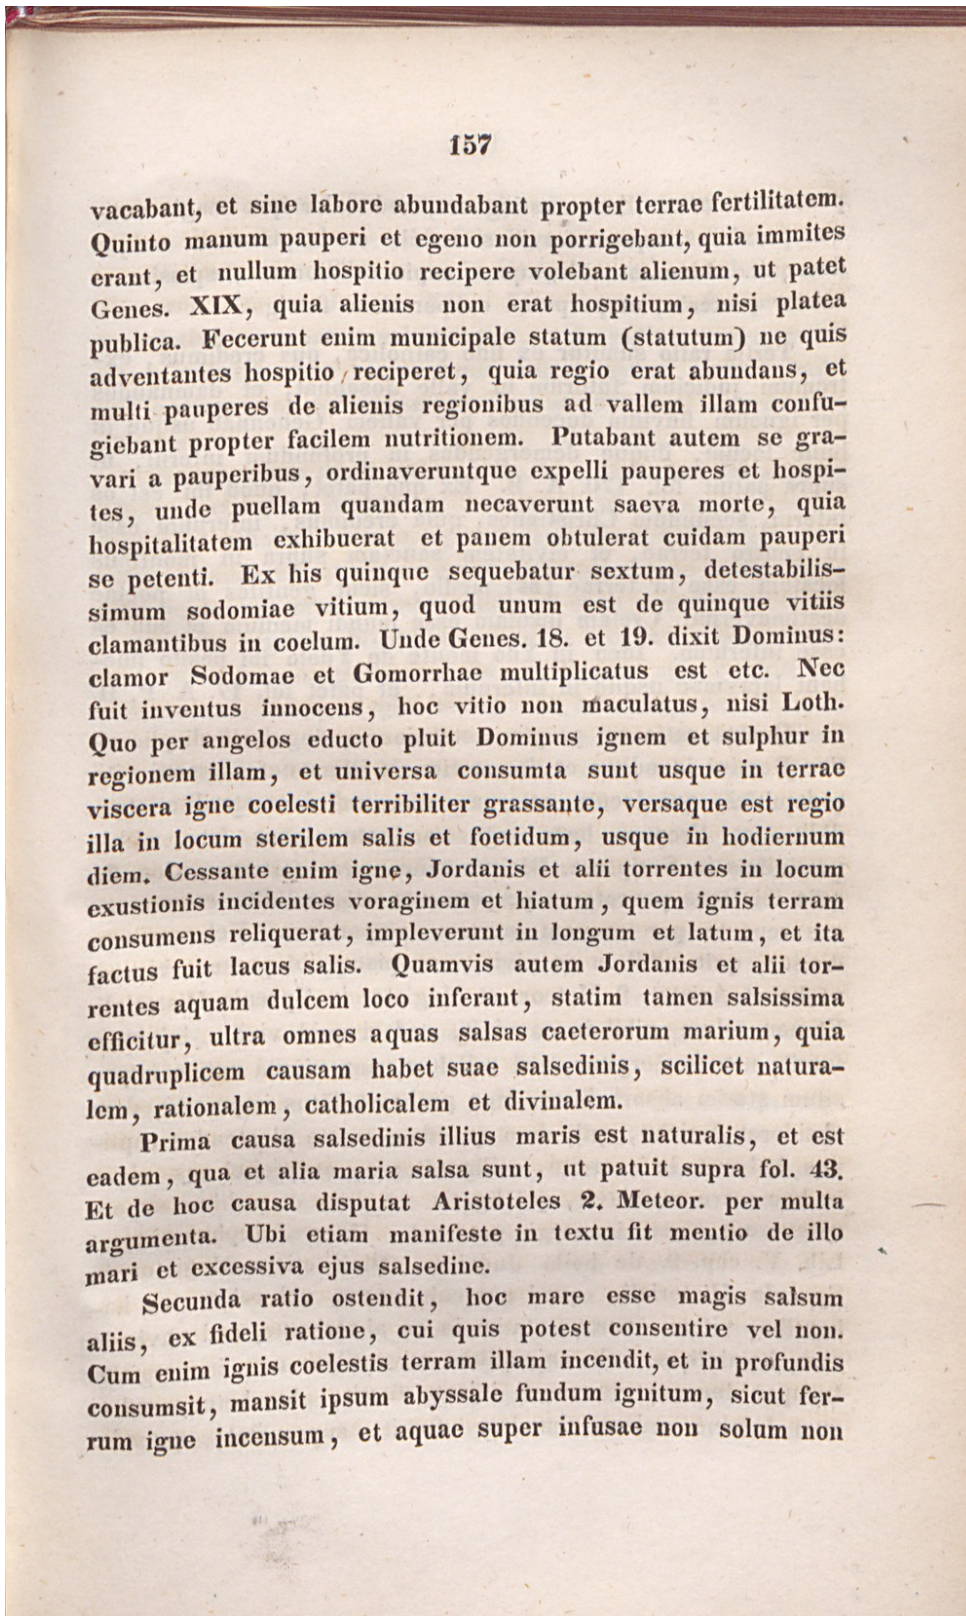 157
vacabant, et sine labore abundabant propter terrae fertilitatem.
Quinto manum pauperi et egeno non porrigebant, quia immites
erant, et nullum hospitio recipere volebant alienum, ut patet
Genes. XIX, quia alienis non erat hospitium, nisi platea
publica. Fecerunt enim municipale statum (statutum) ne quis
adventantes hospitio reciperet, quia regio erat abundans, et
multi pauperes de alienis regionibus ad vallem illam confu-
giebant propter facilem nutritionem. Putabant autem se gra-
vari a pauperibus, ordinaveruntque expelli pauperes et hospi-
tes, unde puellam quandam necaverunt saeva morte, quia
hospitalitatem exhibuerat et panem obtulerat cuidam pauperi
se petenti. Ex his quinque sequebatur sextum, detestabilis-
simum sodomiae vitium, quod unum est de quinque vitiis
clamantibus in coelum. Unde Genes. 18. et 19. dixit Dominus:
clamor Sodomae et Gomorrhae multiplicatus est etc. Nec
fuit inventus innocens, hoc vitio non maculatus, nisi Loth.
Quo per angelos educto pluit Dominus ignem et sulphur in
regionem illam, et universa consumta sunt usque in terrae
viscera igne coelesti terribiliter grassante, versaque est regio
illa in locum sterilem salis et foetidum, usque in hodiernum
diem. Cessante enim igne, Jordanis et alii torrentes in locum
exustionis incidentes voraginem et hiatum, quem ignis terram
consumens reliquerat, impleverunt in longum et latum, et ita
factus fuit lacus salis. Quamvis autem Jordanis et alii tor-
rentes aquam dulcem loco inferant, statim tamen salsissima
efficitur, ultra omnes aquas salsas caeterorum marium, quia
quadruplicem causam habet suae salsedinis, scilicet natura-
lem, rationalem, catholicalem et divinalem.
Prima causa salsedinis illius maris est naturalis, et est
eadem, qua et alia maria salsa sunt, ut patuit supra fol. 43.
Et de hoc causa disputat Aristoteles 2. Meteor. per multa
argumenta. Ubi etiam manifeste in textu fit mentio de illo
mari et excessiva ejus salsedine.
Secunda ratio ostendit, hoc mare esse magis salsum
aliis, ex fideli ratione, cui quis potest consentire vel non.
Cum enim ignis coelestis terram illam incendit, et in profundis
consumsit, mansit ipsum abyssale fundum ignitum, sicut fer-
rum igne incensum, et aquae super infusae non solum non